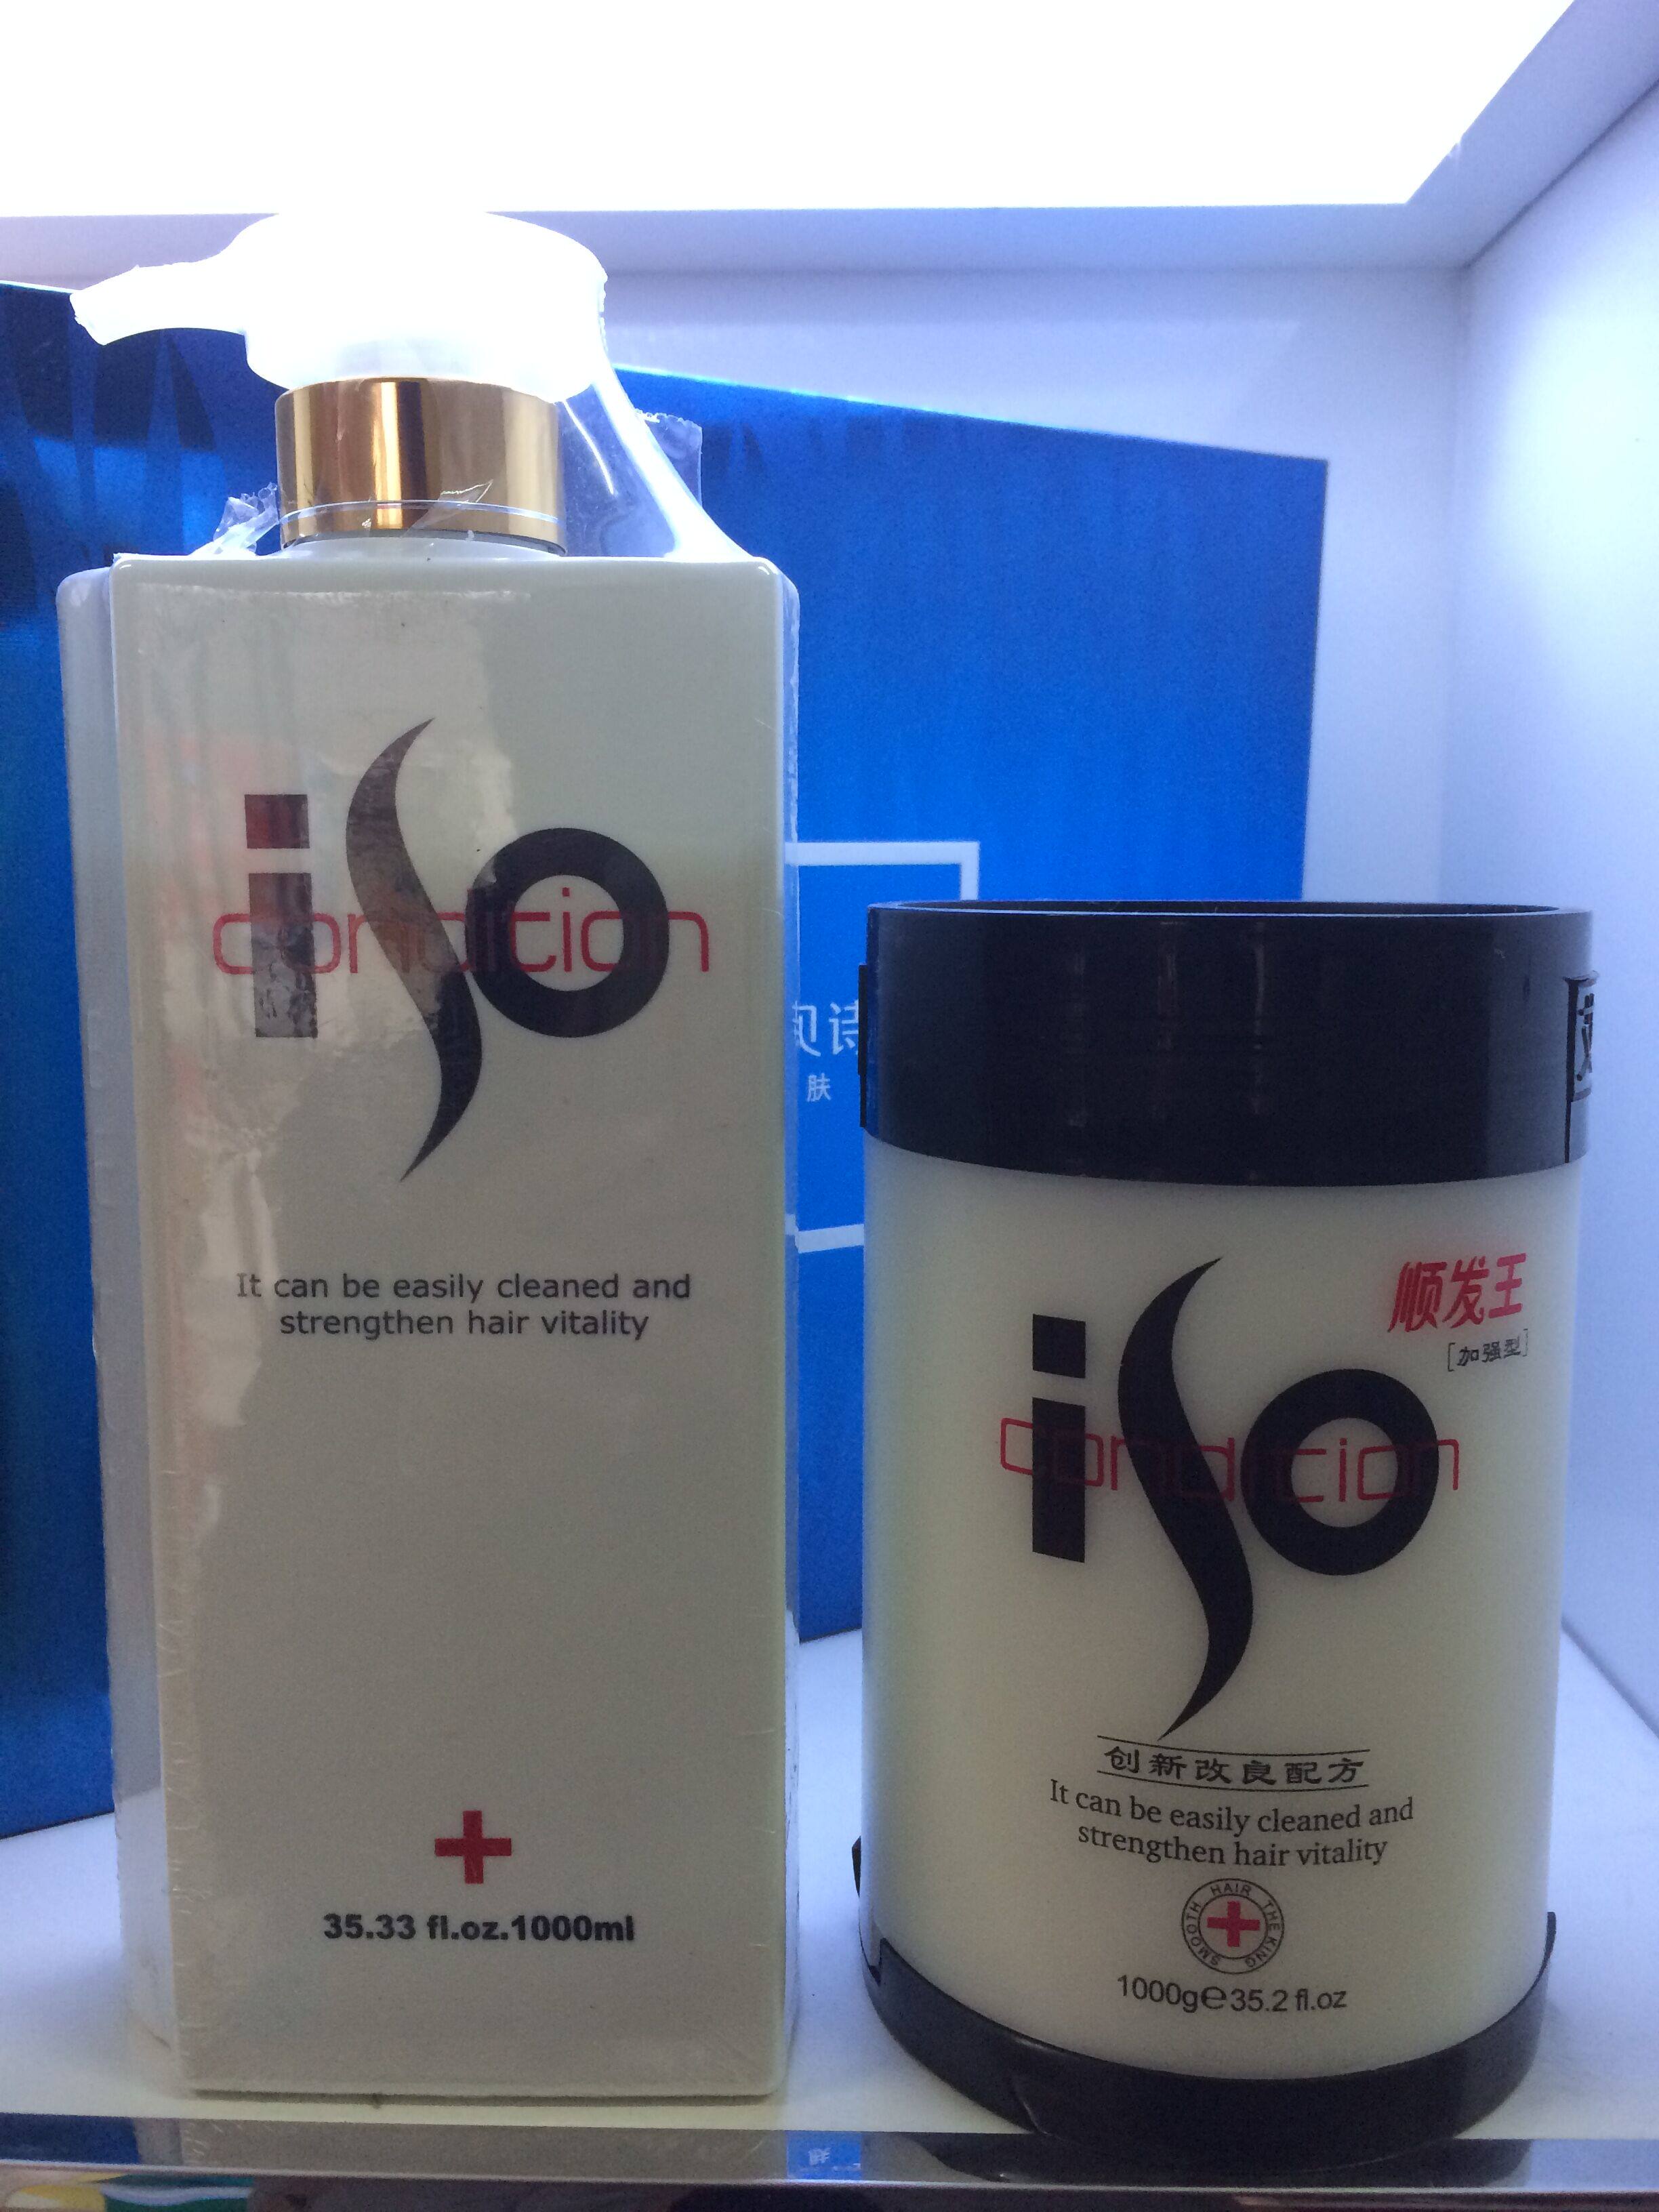 iso
condition
It can be easily cleaned and
strengthen hair vitality
35.33 fl.oz.1000ml
诗
肤
顺发王
[加强型]
iso
condition
创新改良配方
It can be easily cleaned and
strengthen hair vitality
SMOOTH HAIR THE KING
1000g℮35.2 fl.oz